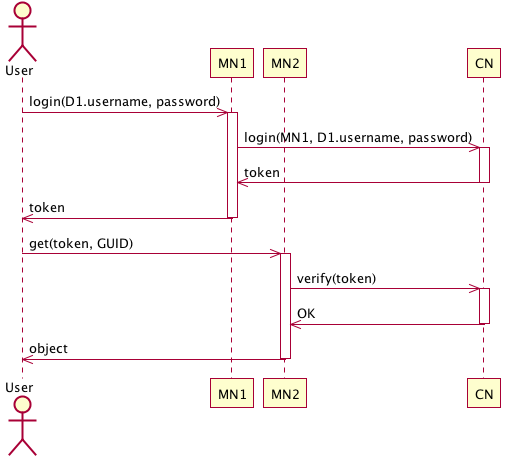 User
MN1 MN2 CN
login(D1.username, password)
login(MN1, D1.username, password)
token
token
get(token, GUID)
verify(token)
OK
object
User
MN1 MN2 CN